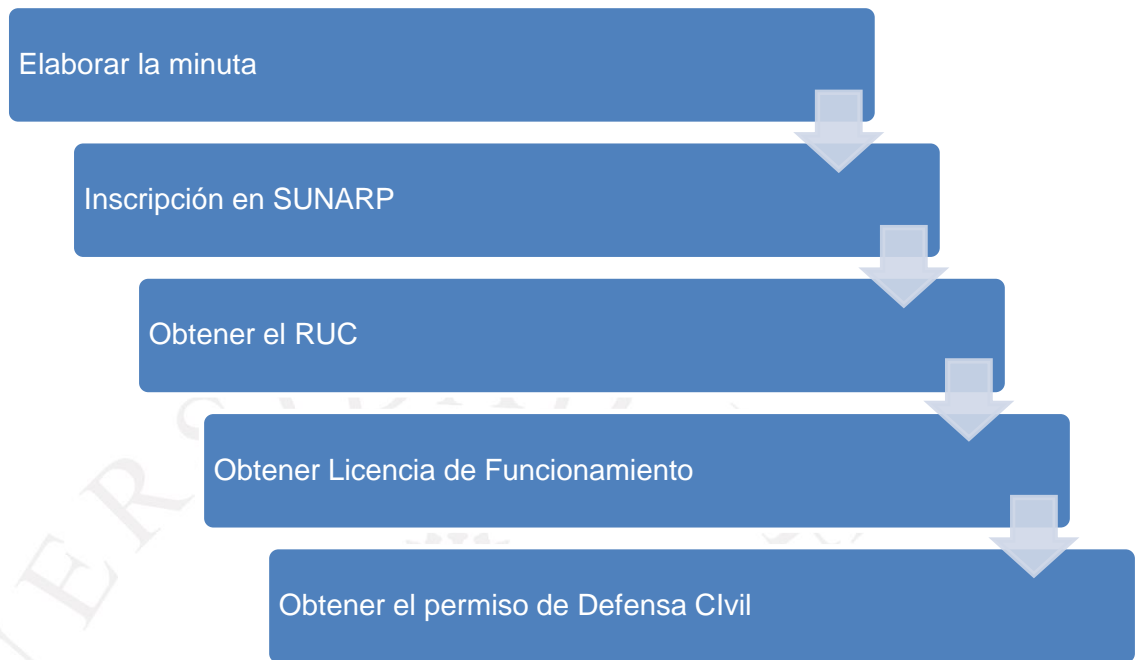 Elaborar la minuta
Inscripción en SUNARP
Obtener el RUC
Obtener Licencia de Funcionamiento
Obtener el permiso de Defensa CIvil